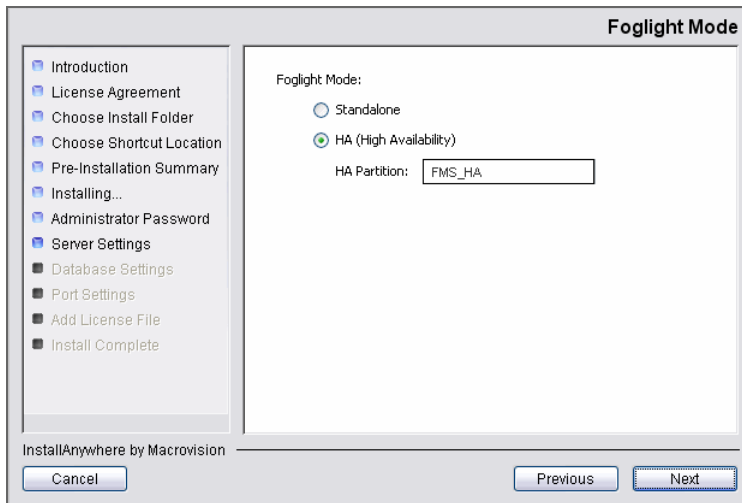 Foglight Mode
Introduction
License Agreement
Choose Install Folder
Choose Shortcut Location
Pre-Installation Summary
Installing...
Administrator Password
Server Settings
Database Settings
Port Settings
Add License File
Install Complete
Foglight Mode:
Standalone
HA (High Availability)
HA Partition: FMS_HA
InstallAnywhere by Macrovision
Cancel Previous Next